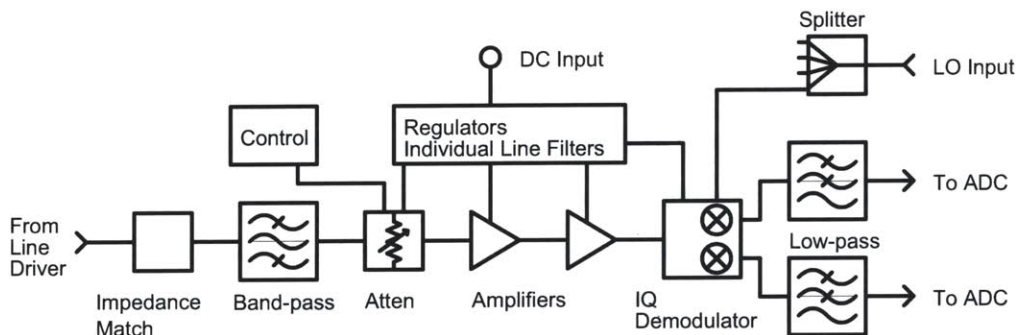 Splitter
DC Input
LO Input
Control
Regulators
Individual Line Filters
To ADC
From
Line
Driver
Low-pass
Impedance
Match
Band-pass
Atten
Amplifiers
IQ
Demodulator
To ADC